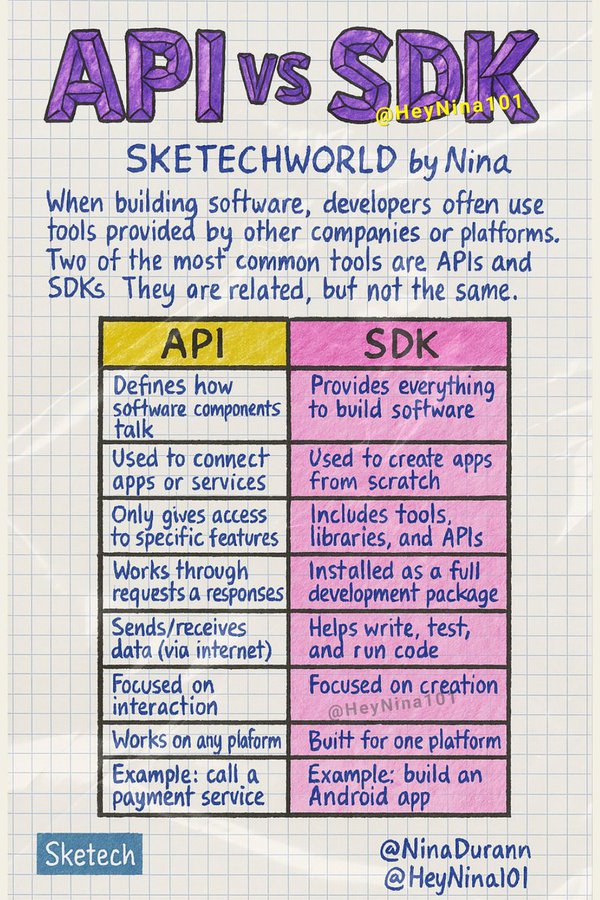 API vs SDK
@HeyNina101
SKETECHWORLD by Nina
When building software, developers often use
tools provided by other companies or platforms.
Two of the most common tools are APIs and
SDKs They are related, but not the same.
API
SDK
Defines how
software components
talk
Provides everything
to build software
Used to connect
apps or services
Used to create apps
from scratch
Only gives access
to specific features
Includes tools,
libraries, and APIs
Works through
requests a responses
Installed as a full
development package
Sends/receives
data (via internet)
Helps write, test,
and run code
Focused on
interaction
Focused on creation
@HeyNina101
Works on any plaform
Built for one platform
Example: call a
payment service
Example: build an
Android app
Sketech
@NinaDurann
@HeyNina101